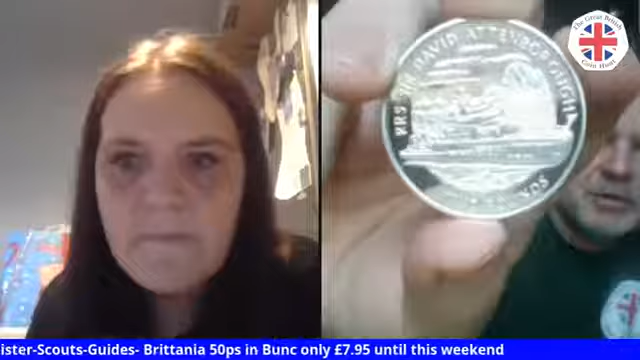 The Great British
Coin Hunt
RRS SIR DAVID ATTENBOROUGH
ister-Scouts-Guides- Brittania 50ps in Bunc only £7.95 until this weekend